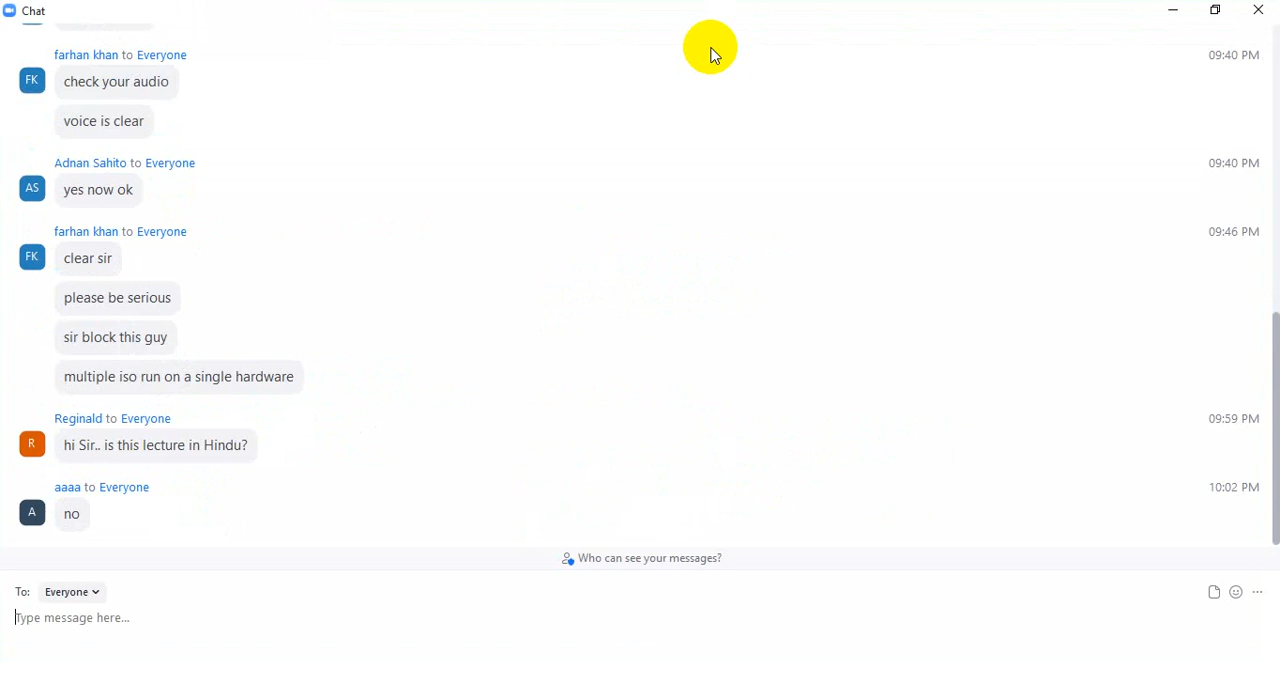 Chat
farhan khan to Everyone 09:40 PM
FK
check your audio
voice is clear
Adnan Sahito to Everyone 09:40 PM
AS
yes now ok
farhan khan to Everyone 09:46 PM
FK
clear sir
please be serious
sir block this guy
multiple iso run on a single hardware
Reginald to Everyone 09:59 PM
R
hi Sir.. is this lecture in Hindu?
aaaa to Everyone 10:02 PM
A
no
Who can see your messages?
To: Everyone
Type message here...